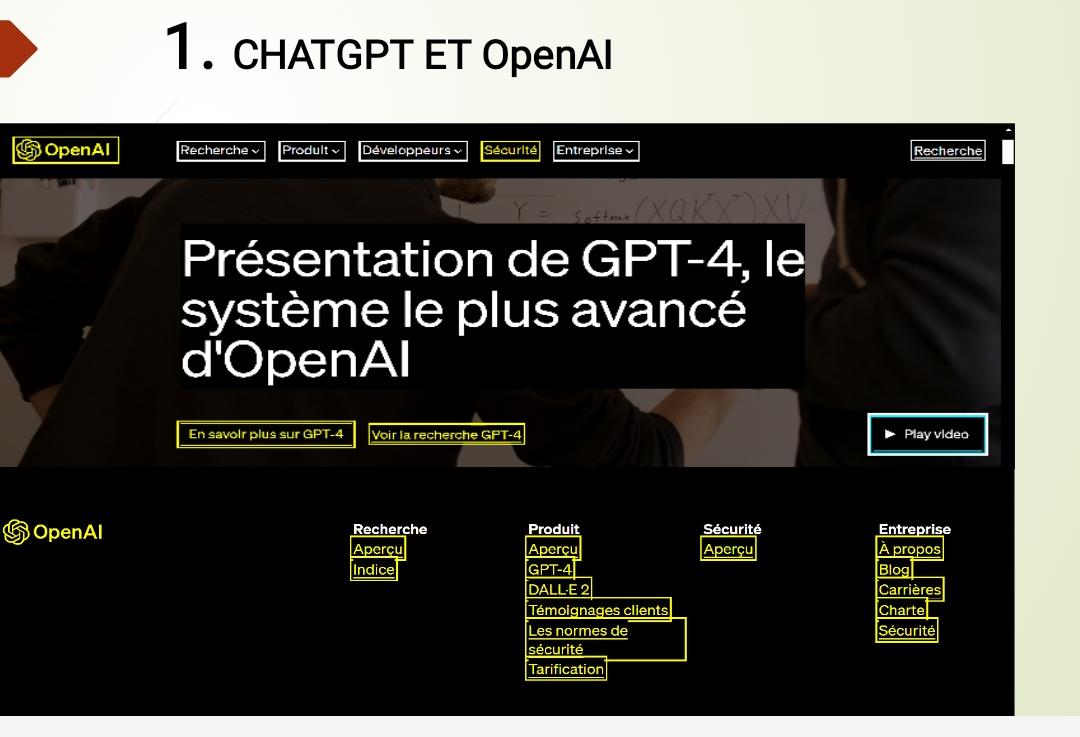 1. CHATGPT ET OpenAI
OpenAI Recherche Produit Développeurs Sécurité Entreprise Recherche
Y = softmax(XQKᵀXᵀ)XV
Présentation de GPT-4, le
système le plus avancé
d'OpenAI
En savoir plus sur GPT-4 Voir la recherche GPT-4 Play video
OpenAI
Recherche
Aperçu
Indice
Produit
Aperçu
GPT-4
DALL·E 2
Témoignages clients
Les normes de
sécurité
Tarification
Sécurité
Aperçu
Entreprise
À propos
Blog
Carrières
Charte
Sécurité